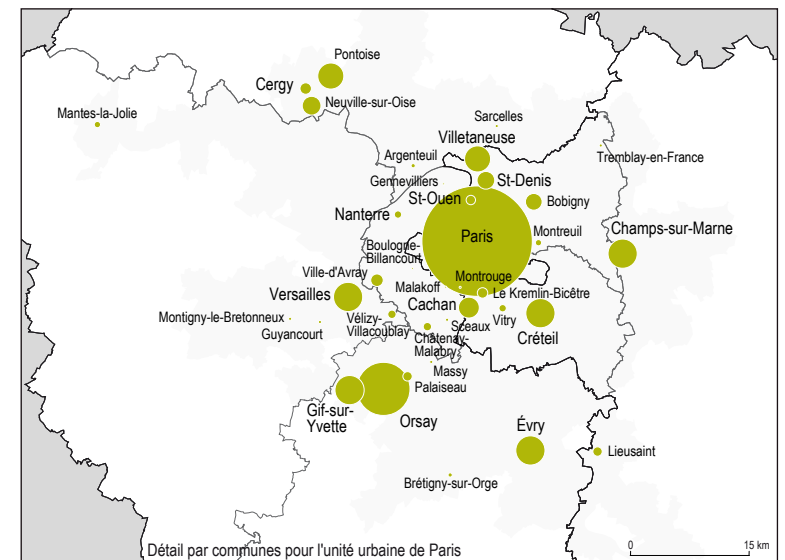 Pontoise
Cergy
Neuville-sur-Oise
Mantes-la-Jolie
Sarcelles
Villetaneuse
Argenteuil
Tremblay-en-France
Gennevilliers
St-Denis
St-Ouen
Bobigny
Nanterre
Paris
Montreuil
Champs-sur-Marne
Boulogne-
Billancourt
Ville-d'Avray
Montrouge
Malakoff
Le Kremlin-Bicêtre
Versailles
Cachan
Montigny-le-Bretonneux
Guyancourt
Vélizy-
Villacoublay
Sceaux
Vitry
Créteil
Châtenay-
Malabry
Massy
Palaiseau
Gif-sur-
Yvette
Orsay
Évry
Lieusaint
Brétigny-sur-Orge
Détail par communes pour l'unité urbaine de Paris
0 15 km